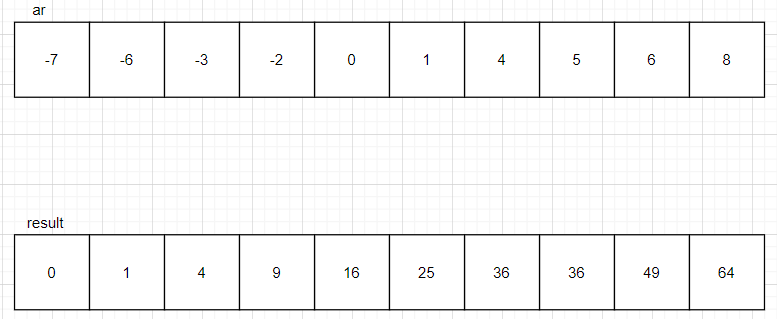 ar
-7 -6 -3 -2 0 1 4 5 6 8
result
0 1 4 9 16 25 36 36 49 64